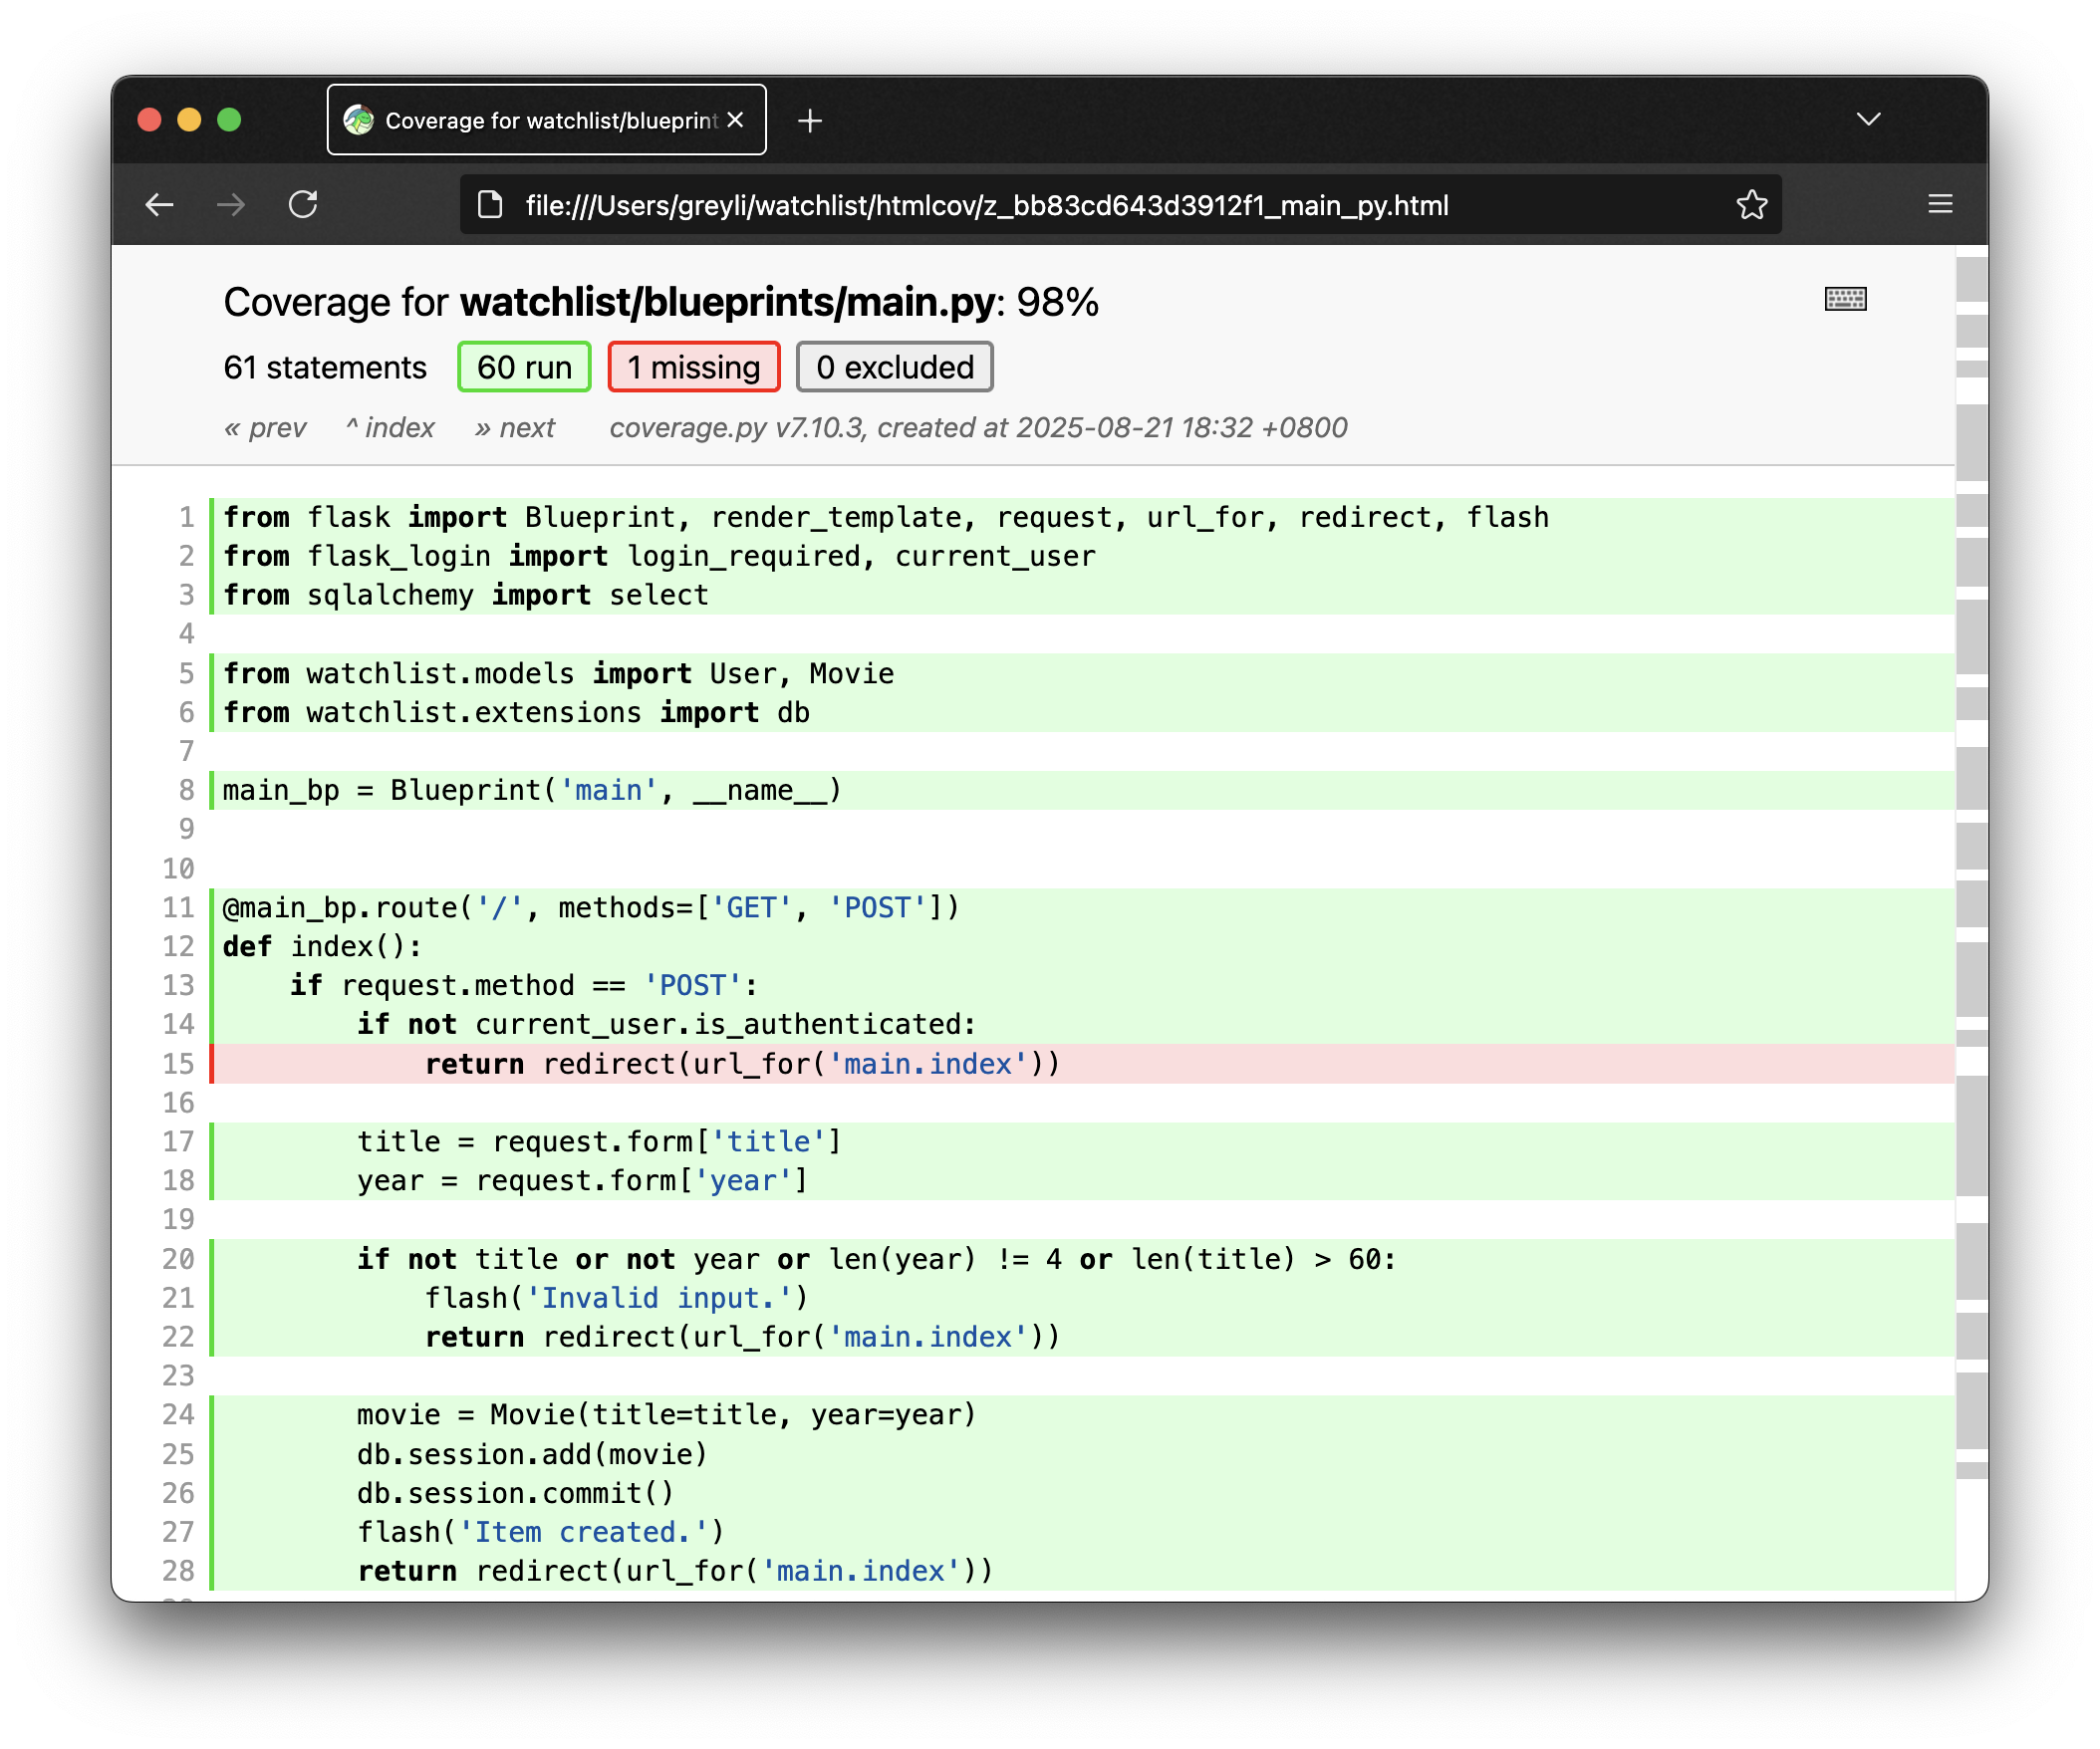 Coverage for watchlist/blueprint
file:///Users/greyli/watchlist/htmlcov/z_bb83cd643d3912f1_main_py.html
Coverage for watchlist/blueprints/main.py: 98%
61 statements 60 run 1 missing 0 excluded
« prev ^ index » next coverage.py v7.10.3, created at 2025-08-21 18:32 +0800
1 from flask import Blueprint, render_template, request, url_for, redirect, flash
2 from flask_login import login_required, current_user
3 from sqlalchemy import select
4
5 from watchlist.models import User, Movie
6 from watchlist.extensions import db
7
8 main_bp = Blueprint('main', __name__)
9
10
11 @main_bp.route('/', methods=['GET', 'POST'])
12 def index():
13     if request.method == 'POST':
14         if not current_user.is_authenticated:
15             return redirect(url_for('main.index'))
16
17         title = request.form['title']
18         year = request.form['year']
19
20         if not title or not year or len(year) != 4 or len(title) > 60:
21             flash('Invalid input.')
22             return redirect(url_for('main.index'))
23
24         movie = Movie(title=title, year=year)
25         db.session.add(movie)
26         db.session.commit()
27         flash('Item created.')
28         return redirect(url_for('main.index'))